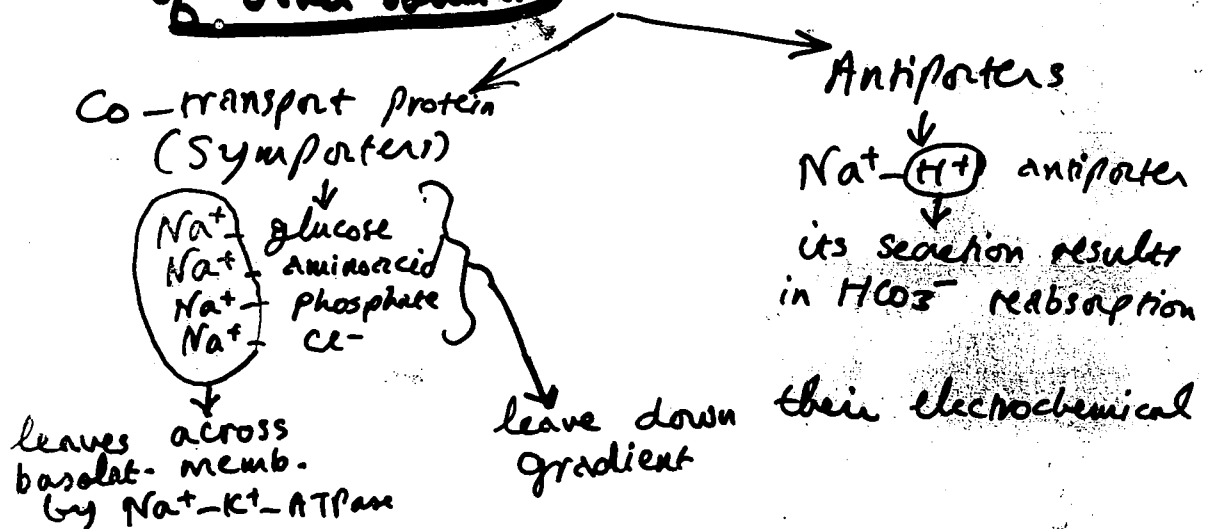 Co-transport protein
(Symporters)
Na+ - glucose
Na+ - aminoacid
Na+ - phosphate
Na+ - Cl-
leaves across
basolat. memb.
by Na+-K+-ATPase
leave down their electrochemical
gradient
Antiporters
Na+-H+ antiporter
its secretion results
in HCO3- reabsorption